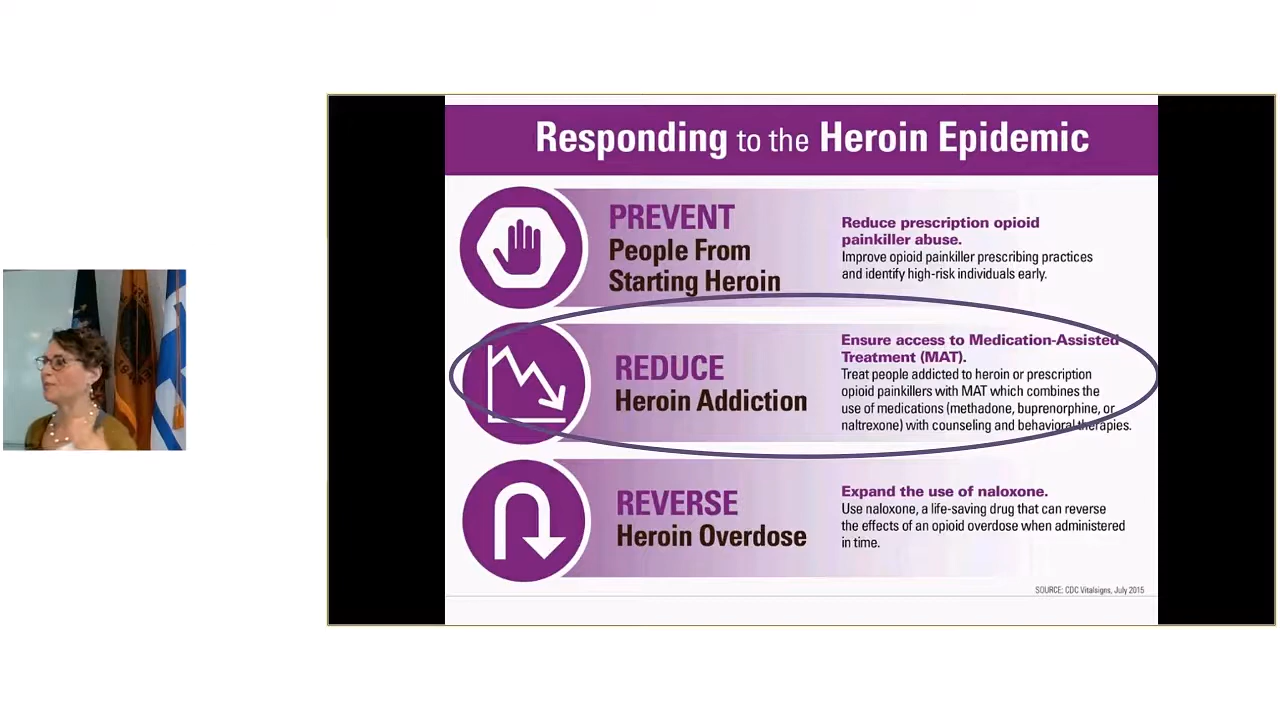 Responding to the Heroin Epidemic
PREVENT
People From
Starting Heroin
Reduce prescription opioid
painkiller abuse.
Improve opioid painkiller prescribing practices
and identify high-risk individuals early.
REDUCE
Heroin Addiction
Ensure access to Medication-Assisted
Treatment (MAT).
Treat people addicted to heroin or prescription
opioid painkillers with MAT which combines the
use of medications (methadone, buprenorphine, or
naltrexone) with counseling and behavioral therapies.
REVERSE
Heroin Overdose
Expand the use of naloxone.
Use naloxone, a life-saving drug that can reverse
the effects of an opioid overdose when administered
in time.
SOURCE: CDC Vitalsigns, July 2015